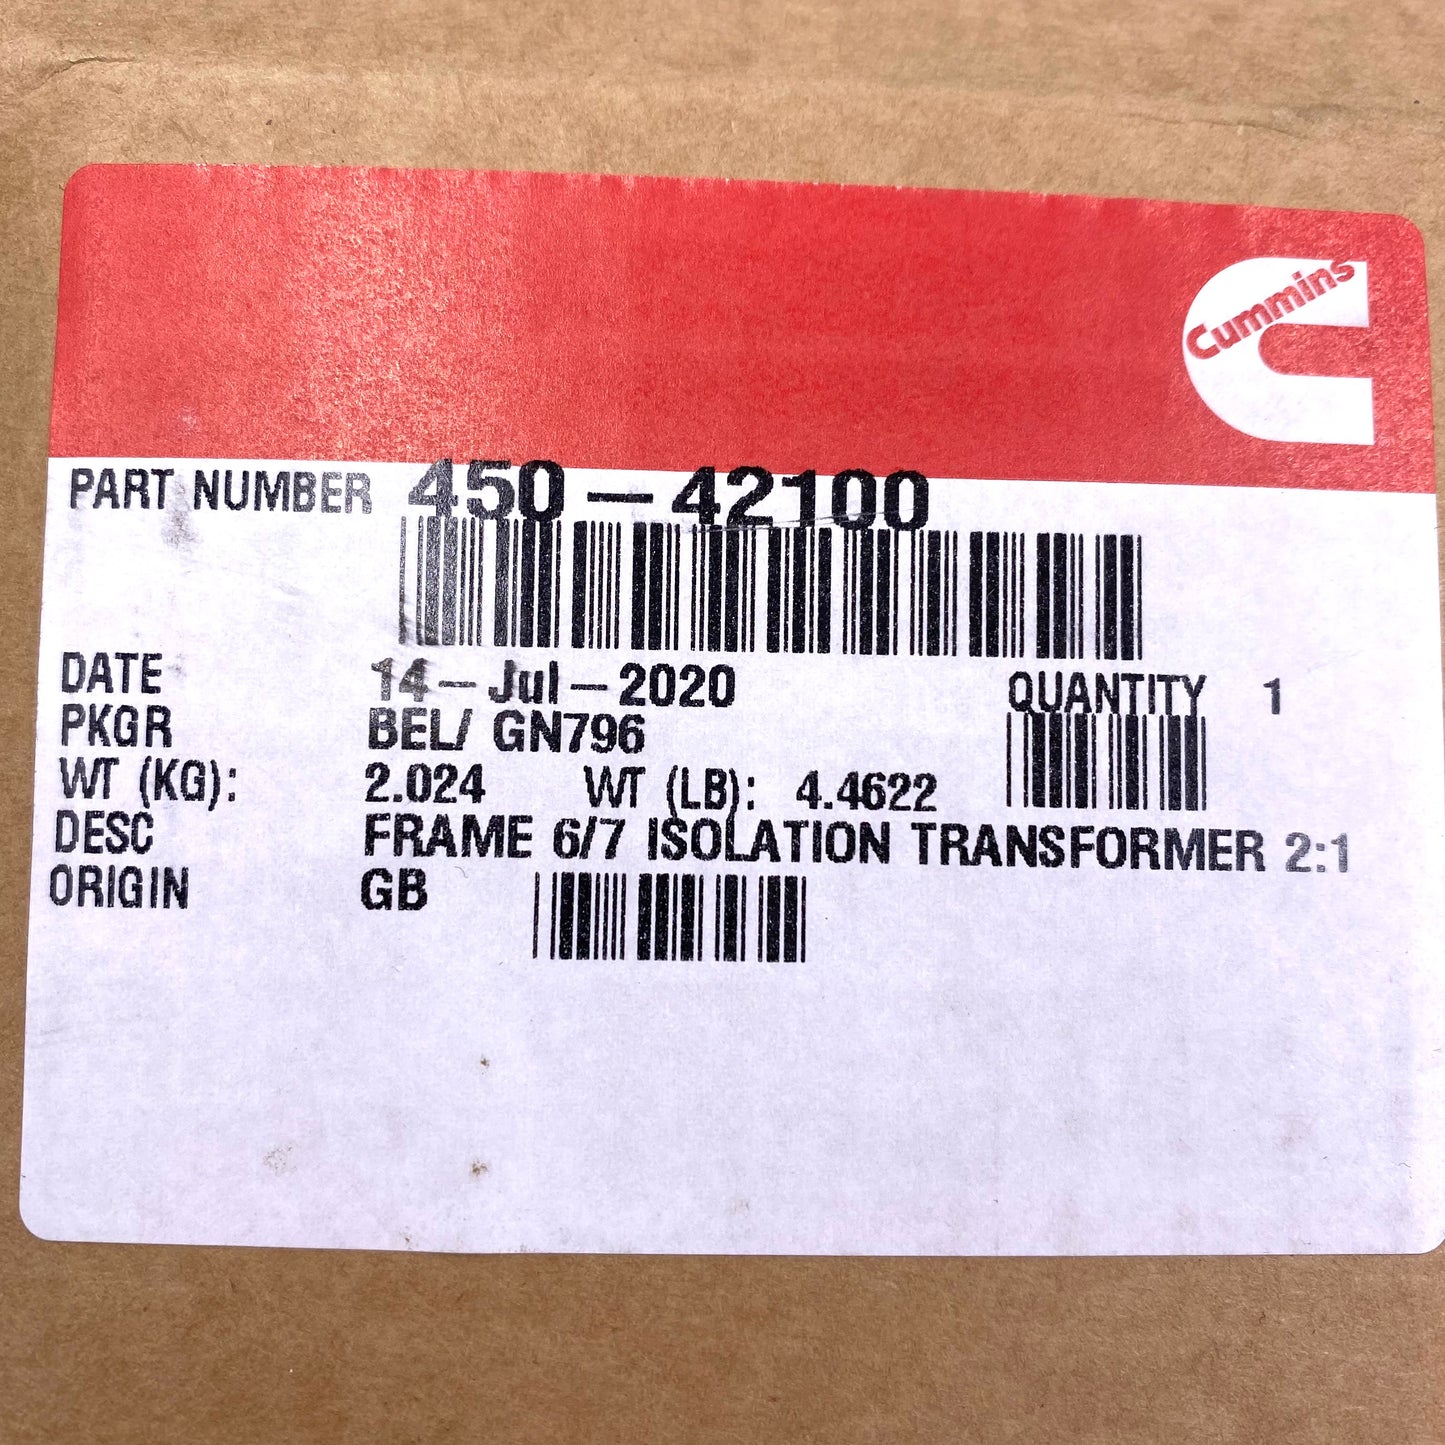 Cummins
PART NUMBER 450-42100
DATE 14-Jul-2020 QUANTITY 1
PKGR BEL/ GN796
WT (KG): 2.024 WT (LB): 4.4622
DESC FRAME 6/7 ISOLATION TRANSFORMER 2:1
ORIGIN GB